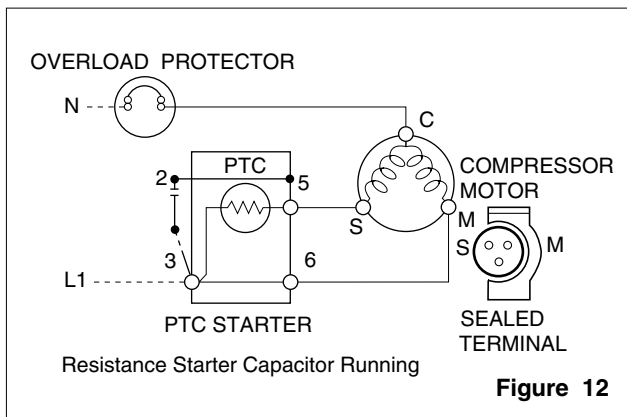 OVERLOAD PROTECTOR
N
C
PTC
2
5
COMPRESSOR
MOTOR
S
M
S
M
3
6
L1
PTC STARTER
SEALED
TERMINAL
Resistance Starter Capacitor Running
Figure 12